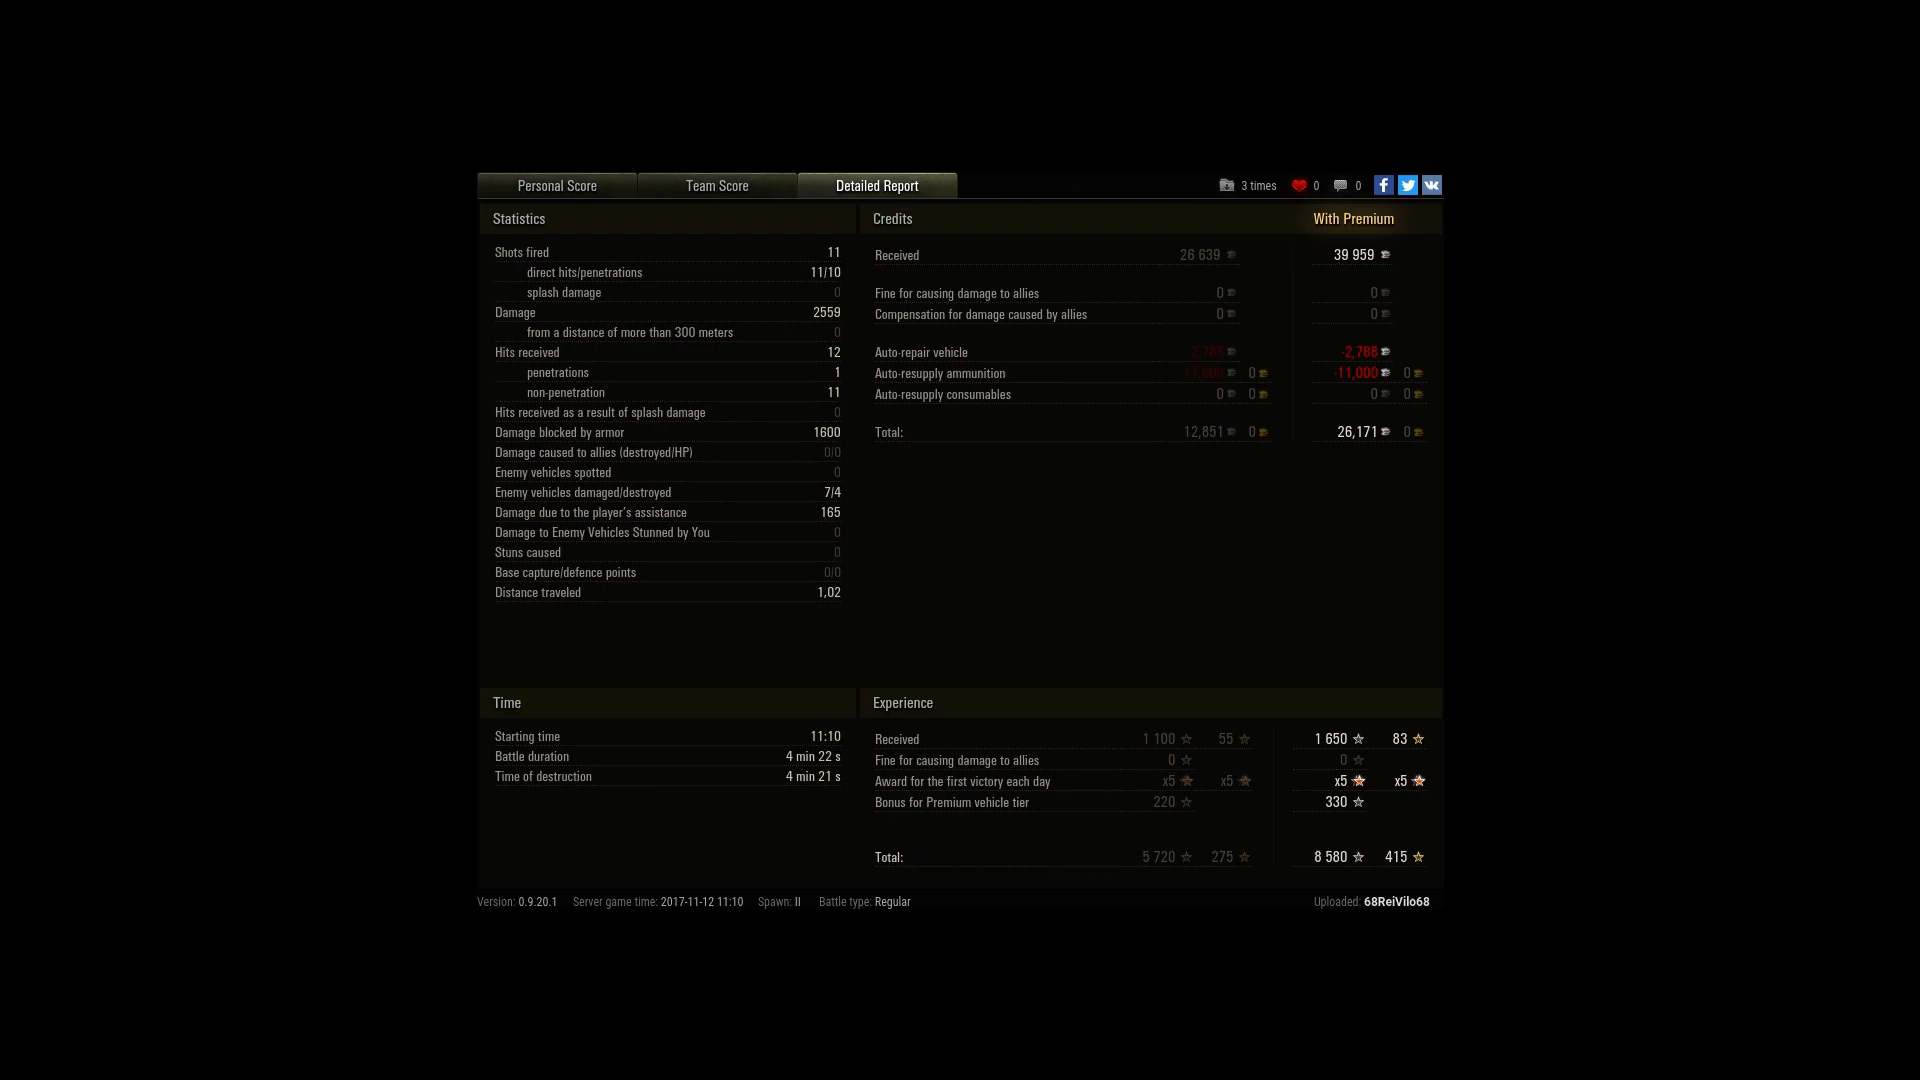 Personal Score Team Score Detailed Report 3 times 0 0
Statistics
Shots fired 11
direct hits/penetrations 11/10
splash damage 0
Damage 2559
from a distance of more than 300 meters 0
Hits received 12
penetrations 1
non-penetration 11
Hits received as a result of splash damage 0
Damage blocked by armor 1600
Damage caused to allies (destroyed/HP) 0/0
Enemy vehicles spotted 0
Enemy vehicles damaged/destroyed 7/4
Damage due to the player's assistance 165
Damage to Enemy Vehicles Stunned by You 0
Stuns caused 0
Base capture/defence points 0/0
Distance traveled 1,02
Credits With Premium
Received 26 639 39 959
Fine for causing damage to allies 0 0
Compensation for damage caused by allies 0 0
Auto-repair vehicle -2,788 -2,788
Auto-resupply ammunition -11,000 0 -11,000 0
Auto-resupply consumables 0 0 0 0
Total: 12,851 0 26,171 0
Time
Starting time 11:10
Battle duration 4 min 22 s
Time of destruction 4 min 21 s
Experience
Received 1 100 55 1 650 83
Fine for causing damage to allies 0 0
Award for the first victory each day x5 x5 x5 x5
Bonus for Premium vehicle tier 220 330
Total: 5 720 275 8 580 415
Version: 0.9.20.1 Server game time: 2017-11-12 11:10 Spawn: II Battle type: Regular Uploaded: 68ReiVilo68